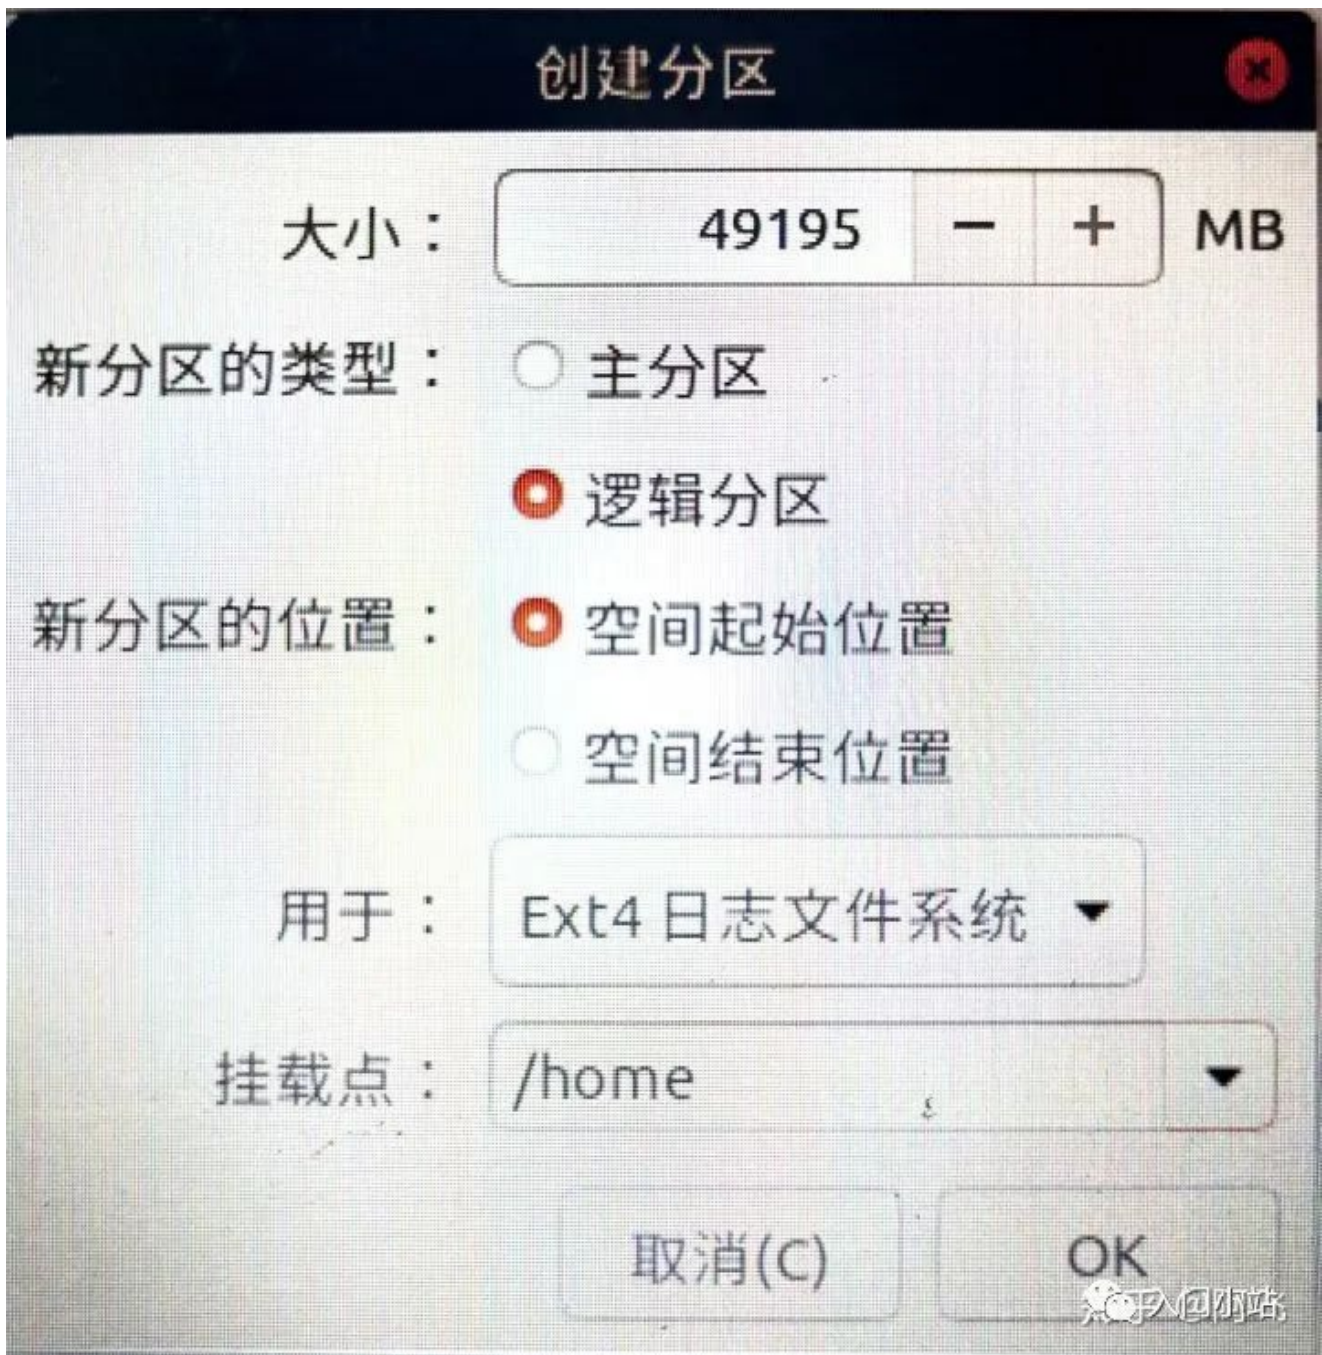 创建分区
大小： 49195 − + MB
新分区的类型： 主分区
逻辑分区
新分区的位置： 空间起始位置
空间结束位置
用于： Ext4 日志文件系统
挂载点： /home
取消(C) OK